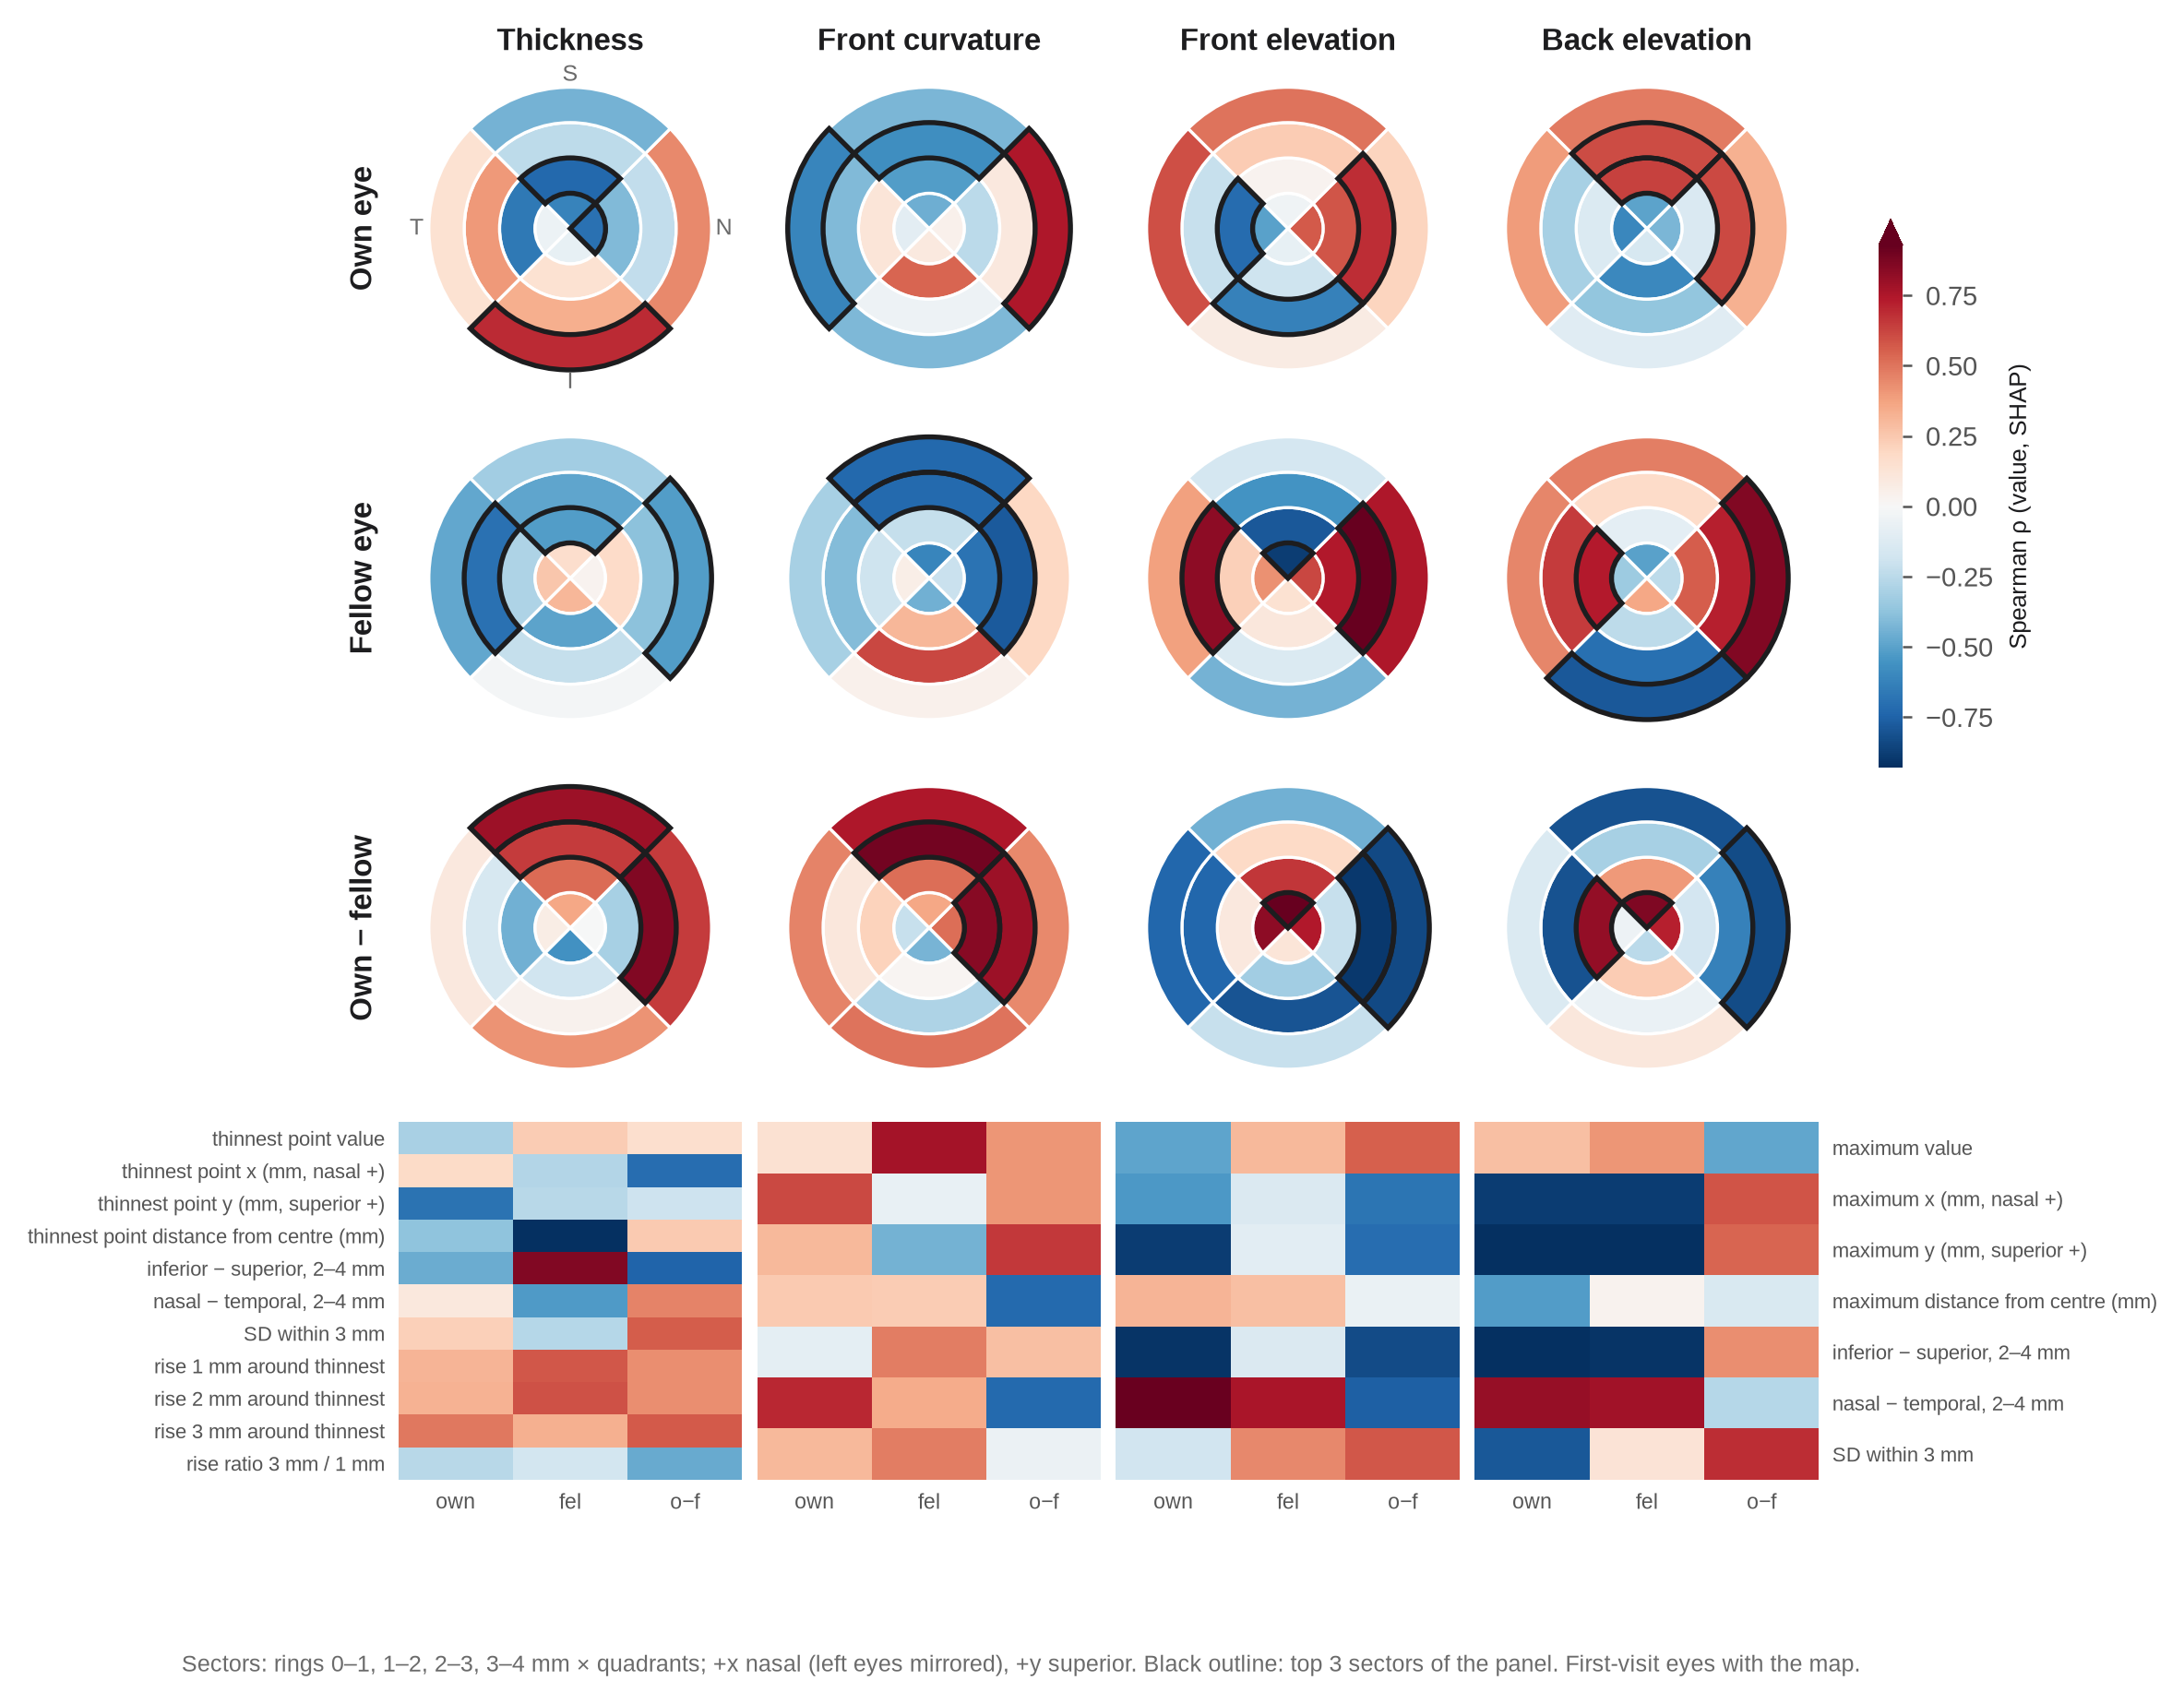 Thickness
Front curvature
Front elevation
Back elevation
S
T
N
I
Own eye
Fellow eye
Own − fellow
0.75
0.50
0.25
0.00
−0.25
−0.50
−0.75
Spearman ρ (value, SHAP)
thinnest point value
thinnest point x (mm, nasal +)
thinnest point y (mm, superior +)
thinnest point distance from centre (mm)
inferior − superior, 2–4 mm
nasal − temporal, 2–4 mm
SD within 3 mm
rise 1 mm around thinnest
rise 2 mm around thinnest
rise 3 mm around thinnest
rise ratio 3 mm / 1 mm
maximum value
maximum x (mm, nasal +)
maximum y (mm, superior +)
maximum distance from centre (mm)
inferior − superior, 2–4 mm
nasal − temporal, 2–4 mm
SD within 3 mm
own fel o−f
own fel o−f
own fel o−f
own fel o−f
Sectors: rings 0–1, 1–2, 2–3, 3–4 mm × quadrants; +x nasal (left eyes mirrored), +y superior. Black outline: top 3 sectors of the panel. First-visit eyes with the map.